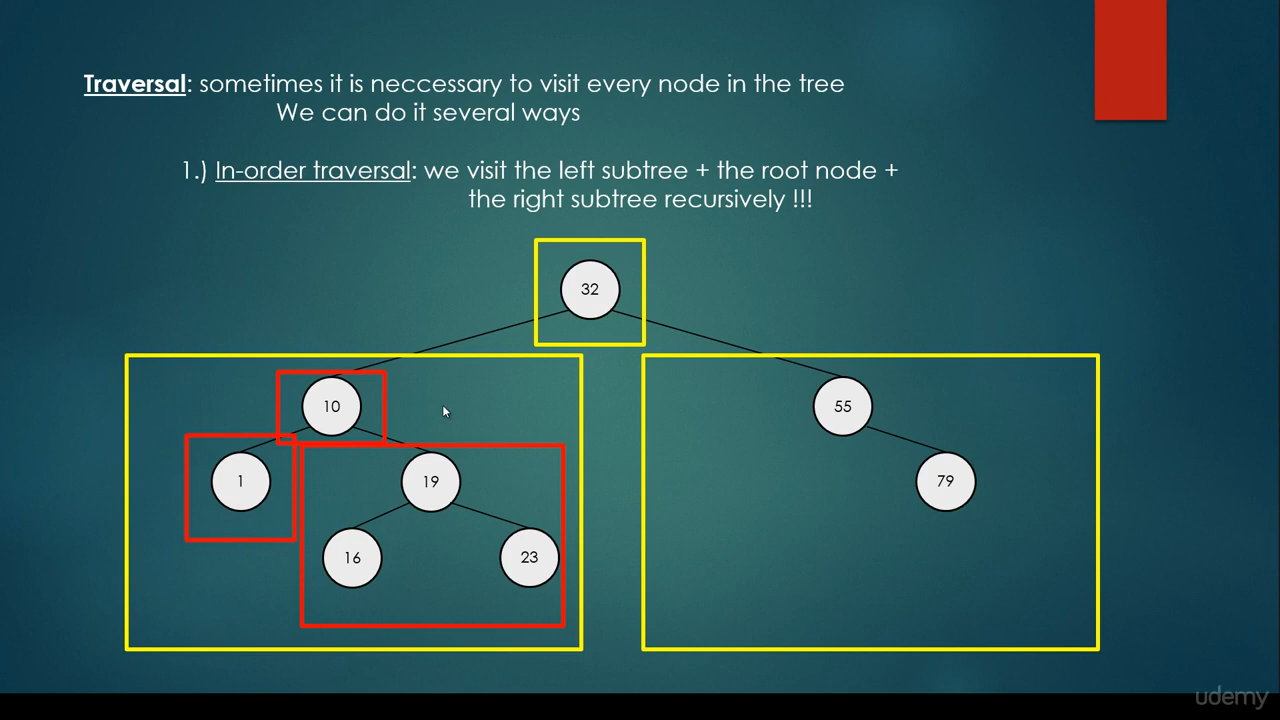 Traversal: sometimes it is neccessary to visit every node in the tree
We can do it several ways
1.) In-order traversal: we visit the left subtree + the root node +
the right subtree recursively !!!
32
10
55
1
19
79
16
23
udemy